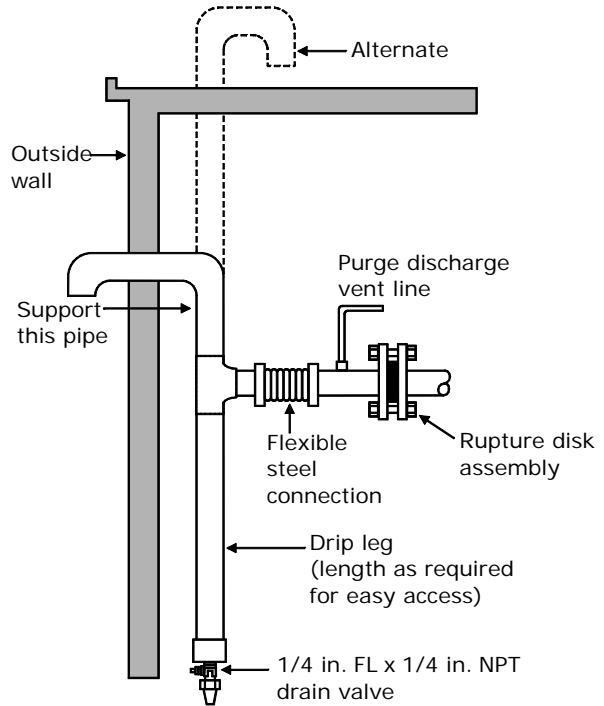 Alternate
Outside
wall
Purge discharge
vent line
Support
this pipe
Flexible
steel
connection
Rupture disk
assembly
Drip leg
(length as required
for easy access)
1/4 in. FL x 1/4 in. NPT
drain valve